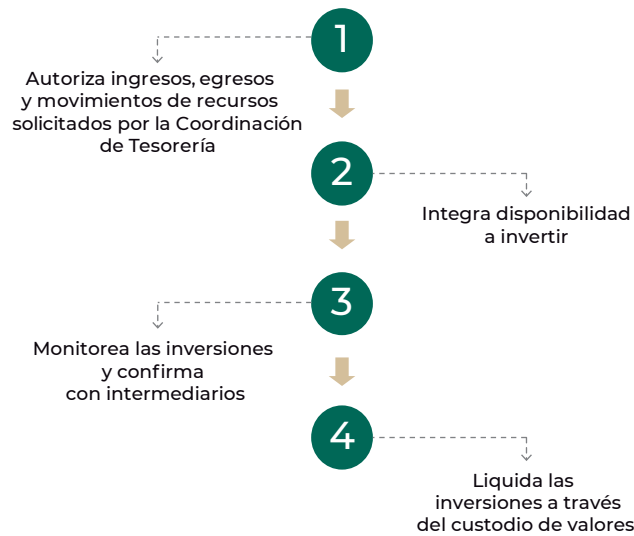 1
Autoriza ingresos, egresos
y movimientos de recursos
solicitados por la Coordinación
de Tesorería
2
Integra disponibilidad
a invertir
3
Monitorea las inversiones
y confirma
con intermediarios
4
Liquida las
inversiones a través
del custodio de valores